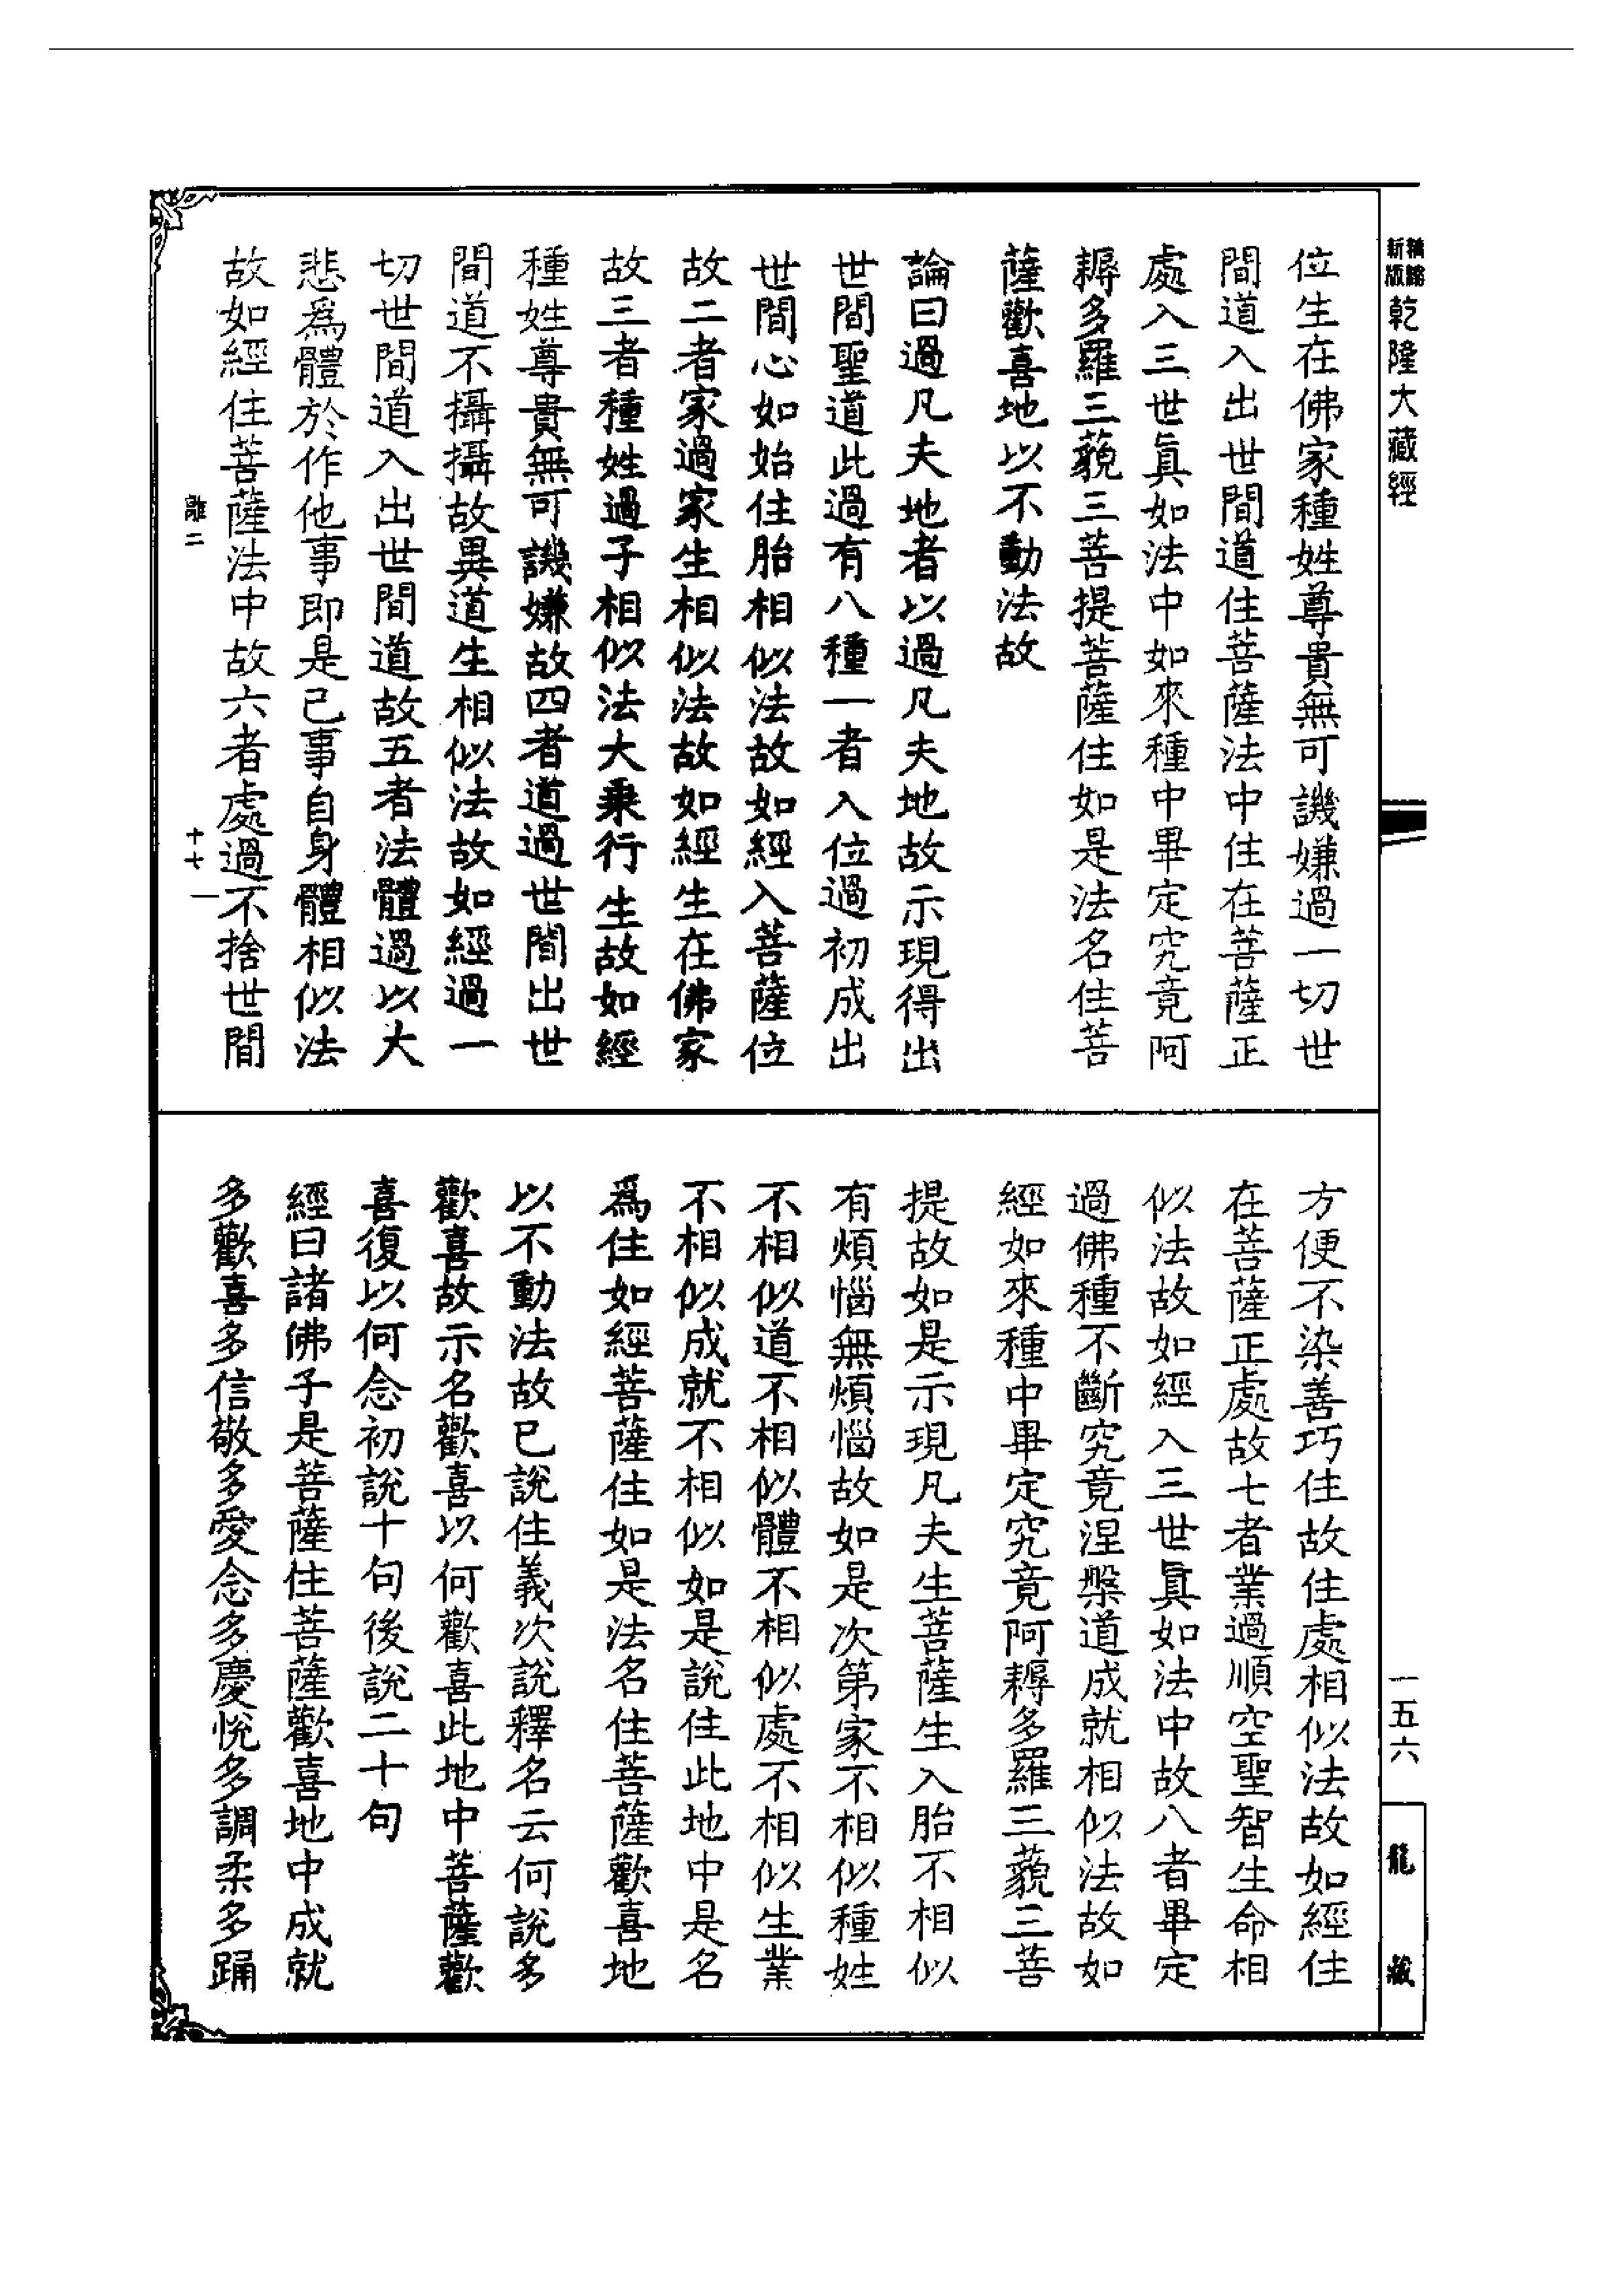 新縮
版鐫
乾隆大藏經
位生在佛家種姓尊貴無可譏嫌過一切世
間道入出世間道住菩薩法中住在菩薩正
處入三世眞如法中如來種中畢定究竟阿
耨多羅三藐三菩提菩薩住如是法名住菩
薩歡喜地以不動法故
論曰過凡夫地者以過凡夫地故示現得出
世間聖道此過有八種一者入位過初成出
世間心如始住胎相似法故如經入菩薩位
故二者家過家生相似法故如經生在佛家
故三者種姓過子相似法大乘行生故如經
種姓尊貴無可譏嫌故四者道過世間出世
間道不攝攝故異道生相似法故如經過一
切世間道入出世間道故五者法體過以大
悲爲體於作他事即是已事自身體相似法
故如經住菩薩法中故六者處過不捨世間
離二
十七
一
方便不染善巧住故住處相似法故如經住
在菩薩正處故七者業過順空聖智生命相
似法故如經入三世眞如法中故八者畢定
過佛種不斷究竟涅槃道成就相似法故如
經如來種中畢定究竟阿耨多羅三藐三菩
提故如是示現凡夫生菩薩生入胎不相似
有煩惱無煩惱故如是次第家不相似種姓
不相似道不相似體不相似處不相似生業
不相似成就不相似如是說住此地中是名
爲住如經菩薩住如是法名住菩薩歡喜地
以不動法故已說住義次說釋名云何說多
歡喜故示名歡喜以何歡喜此地中菩薩歡
喜復以何念初說十句後說二十句
經曰諸佛子是菩薩住菩薩歡喜地中成就
多歡喜多信敬多愛念多慶悅多調柔多踊
一五六
龍藏